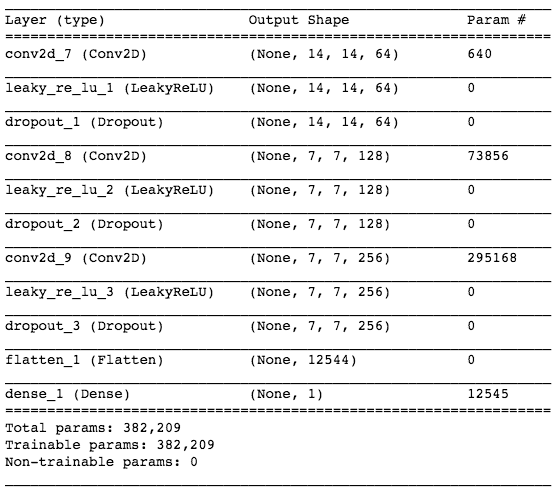 Layer (type) Output Shape Param #
conv2d_7 (Conv2D) (None, 14, 14, 64) 640
leaky_re_lu_1 (LeakyReLU) (None, 14, 14, 64) 0
dropout_1 (Dropout) (None, 14, 14, 64) 0
conv2d_8 (Conv2D) (None, 7, 7, 128) 73856
leaky_re_lu_2 (LeakyReLU) (None, 7, 7, 128) 0
dropout_2 (Dropout) (None, 7, 7, 128) 0
conv2d_9 (Conv2D) (None, 7, 7, 256) 295168
leaky_re_lu_3 (LeakyReLU) (None, 7, 7, 256) 0
dropout_3 (Dropout) (None, 7, 7, 256) 0
flatten_1 (Flatten) (None, 12544) 0
dense_1 (Dense) (None, 1) 12545
Total params: 382,209
Trainable params: 382,209
Non-trainable params: 0